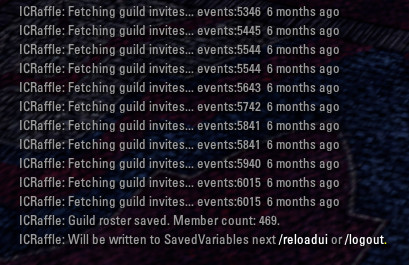 ICRaffle: Fetching guild invites... events:5346 6 months ago
ICRaffle: Fetching guild invites... events:5445 6 months ago
ICRaffle: Fetching guild invites... events:5544 6 months ago
ICRaffle: Fetching guild invites... events:5544 6 months ago
ICRaffle: Fetching guild invites... events:5643 6 months ago
ICRaffle: Fetching guild invites... events:5742 6 months ago
ICRaffle: Fetching guild invites... events:5841 6 months ago
ICRaffle: Fetching guild invites... events:5841 6 months ago
ICRaffle: Fetching guild invites... events:5940 6 months ago
ICRaffle: Fetching guild invites... events:6015 6 months ago
ICRaffle: Fetching guild invites... events:6015 6 months ago
ICRaffle: Guild roster saved. Member count: 469.
ICRaffle: Will be written to SavedVariables next /reloadui or /logout.